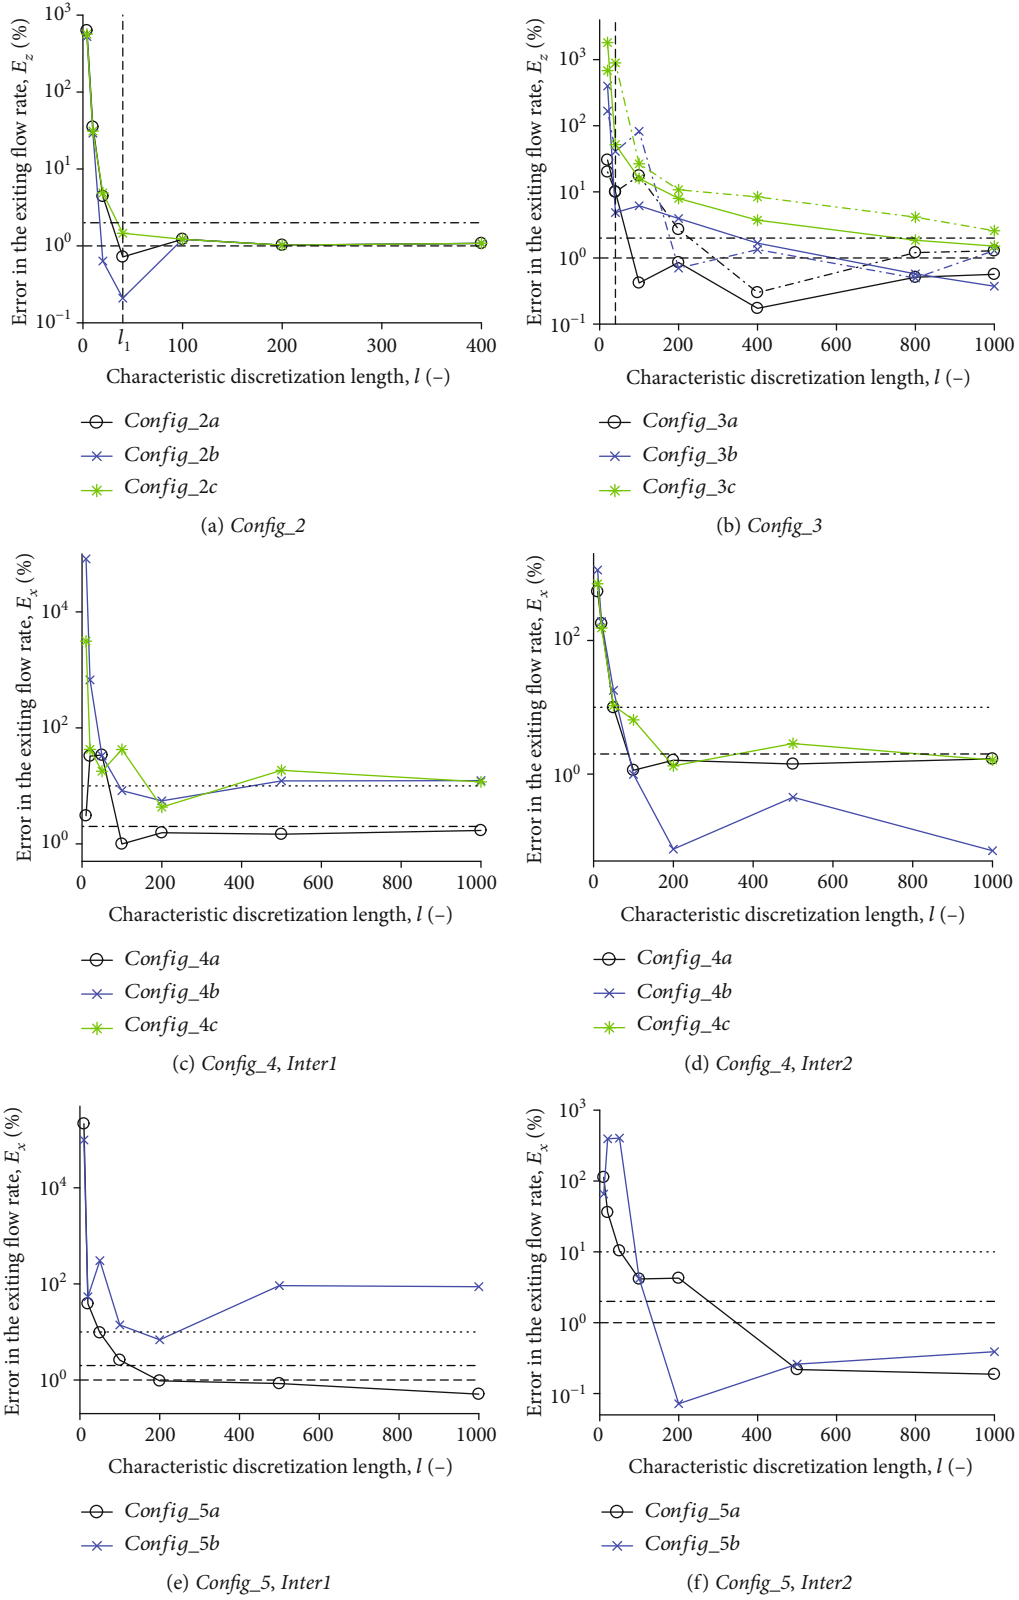 Error in the exiting flow rate, E_z (%)
10^3
10^2
10^1
10^0
10^−1
0
l_1
100
200
300
400
Characteristic discretization length, l (–)
Config_2a
Config_2b
Config_2c
(a) Config_2
Error in the exiting flow rate, E_z (%)
10^3
10^2
10^1
10^0
10^−1
0
200
400
600
800
1000
Characteristic discretization length, l (–)
Config_3a
Config_3b
Config_3c
(b) Config_3
Error in the exiting flow rate, E_x (%)
10^4
10^2
10^0
0
200
400
600
800
1000
Characteristic discretization length, l (–)
Config_4a
Config_4b
Config_4c
(c) Config_4, Inter1
Error in the exiting flow rate, E_x (%)
10^2
10^0
0
200
400
600
800
1000
Characteristic discretization length, l (–)
Config_4a
Config_4b
Config_4c
(d) Config_4, Inter2
Error in the exiting flow rate, E_x (%)
10^4
10^2
10^0
0
200
400
600
800
1000
Characteristic discretization length, l (–)
Config_5a
Config_5b
(e) Config_5, Inter1
Error in the exiting flow rate, E_x (%)
10^3
10^2
10^1
10^0
10^−1
0
200
400
600
800
1000
Characteristic discretization length, l (–)
Config_5a
Config_5b
(f) Config_5, Inter2